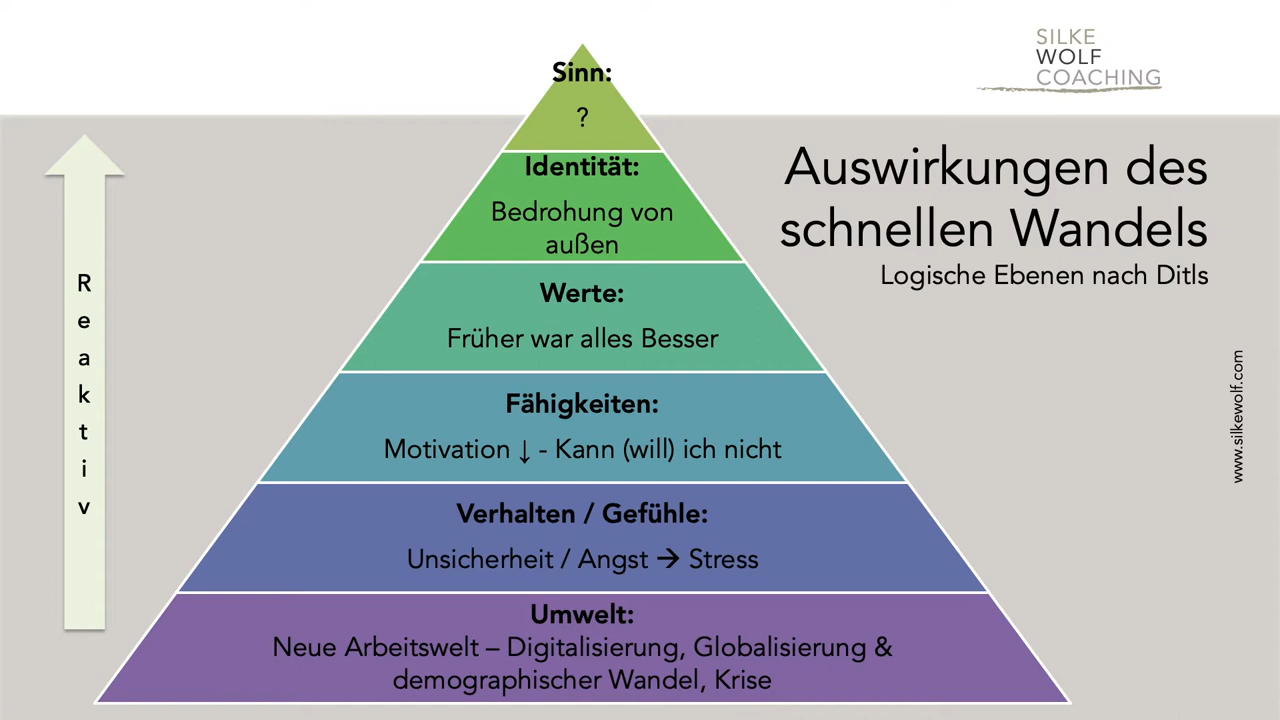 SILKE
WOLF
COACHING
Auswirkungen des
schnellen Wandels
Logische Ebenen nach Ditls
Sinn:
?
Identität:
Bedrohung von
außen
Werte:
Früher war alles Besser
Fähigkeiten:
Motivation ↓ - Kann (will) ich nicht
Verhalten / Gefühle:
Unsicherheit / Angst → Stress
Umwelt:
Neue Arbeitswelt – Digitalisierung, Globalisierung &
demographischer Wandel, Krise
Reaktiv
www.silkewolf.com